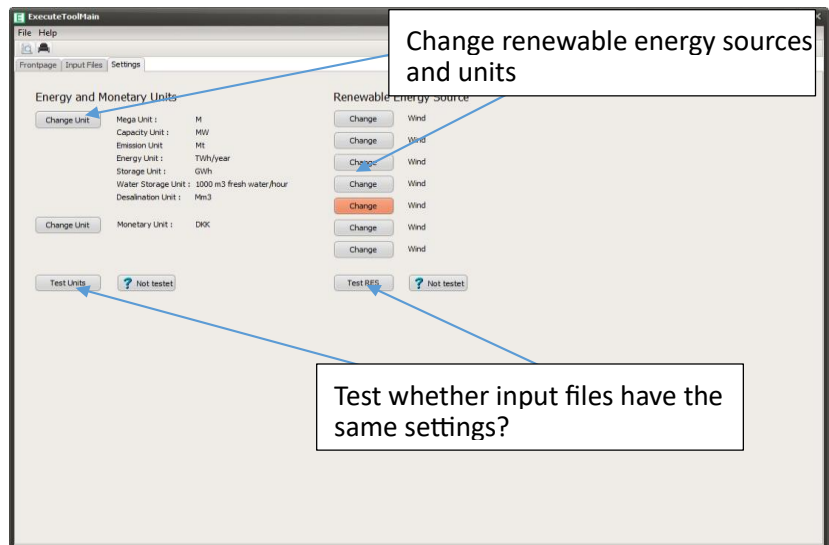 ExecuteToolMain
File Help
Frontpage Input Files Settings
Change renewable energy sources
and units
Energy and Monetary Units
Renewable Energy Source
Change Unit Mega Unit : M
Capacity Unit : MW
Emission Unit Mt
Energy Unit : TWh/year
Storage Unit : GWh
Water Storage Unit : 1000 m3 fresh water/hour
Desalination Unit : Mm3
Change Unit Monetary Unit : DKK
Change Wind
Change Wind
Change Wind
Change Wind
Change Wind
Change Wind
Change Wind
Test Units ? Not testet
Test RES ? Not testet
Test whether input files have the
same settings?